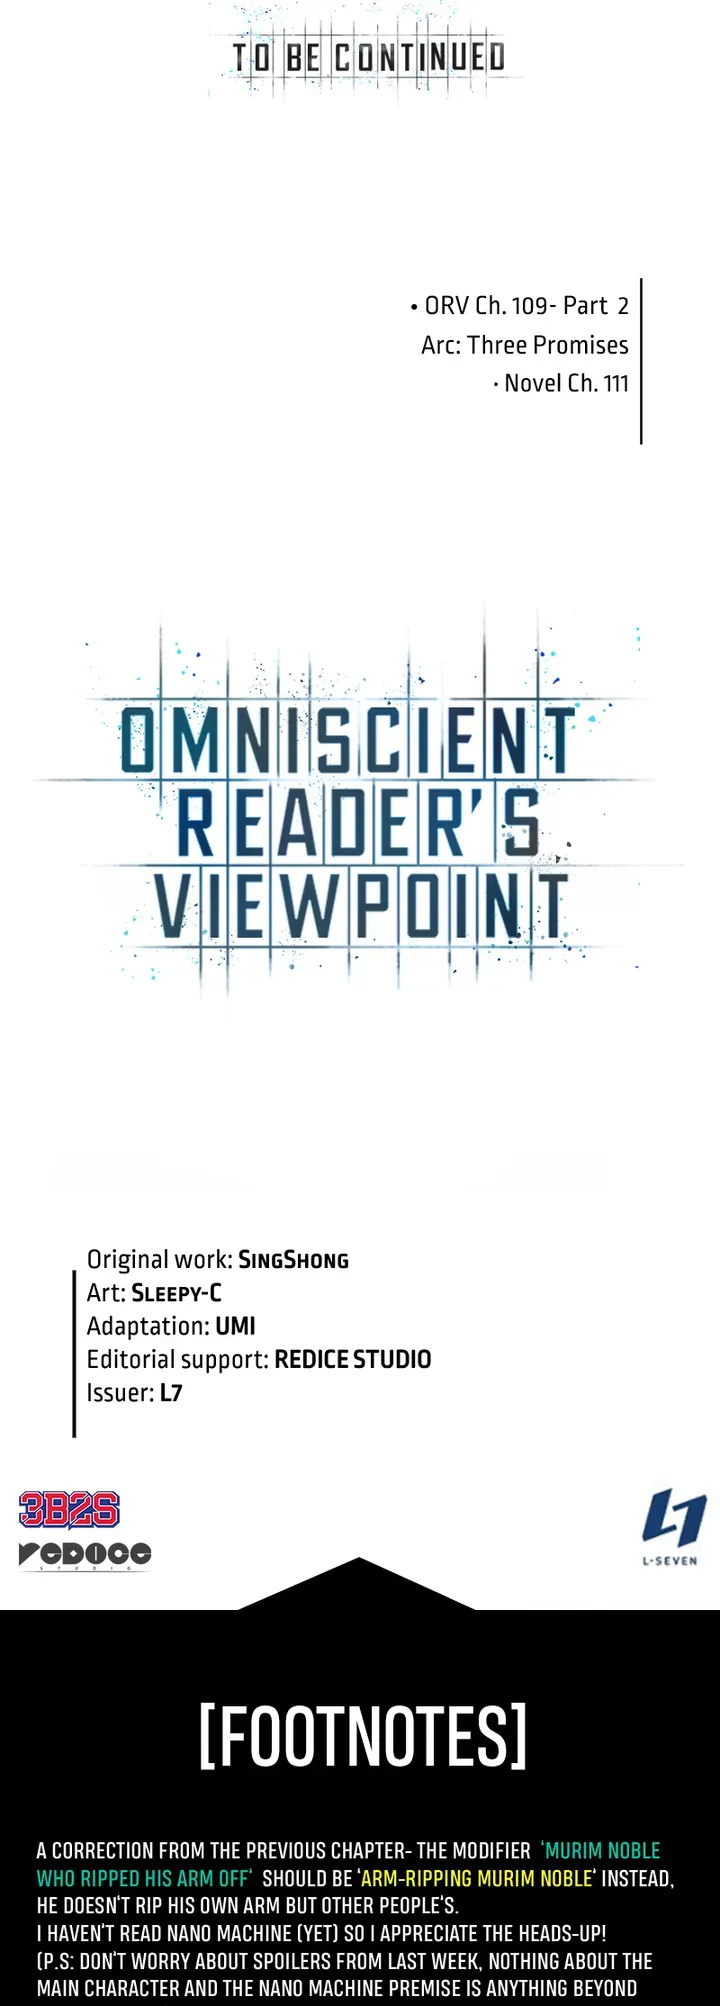 TO BE CONTINUED
• ORV Ch. 109- Part 2
Arc: Three Promises
· Novel Ch. 111
OMNISCIENT
READER'S
VIEWPOINT
Original work: SINGSHONG
Art: SLEEPY-C
Adaptation: UMI
Editorial support: REDICE STUDIO
Issuer: L7
3B2S
REDICE
STUDIO
L7
L-SEVEN
[FOOTNOTES]
A CORRECTION FROM THE PREVIOUS CHAPTER- THE MODIFIER 'MURIM NOBLE
WHO RIPPED HIS ARM OFF' SHOULD BE 'ARM-RIPPING MURIM NOBLE' INSTEAD,
HE DOESN'T RIP HIS OWN ARM BUT OTHER PEOPLE'S.
I HAVEN'T READ NANO MACHINE (YET) SO I APPRECIATE THE HEADS-UP!
(P.S: DON'T WORRY ABOUT SPOILERS FROM LAST WEEK, NOTHING ABOUT THE
MAIN CHARACTER AND THE NANO MACHINE PREMISE IS ANYTHING BEYOND